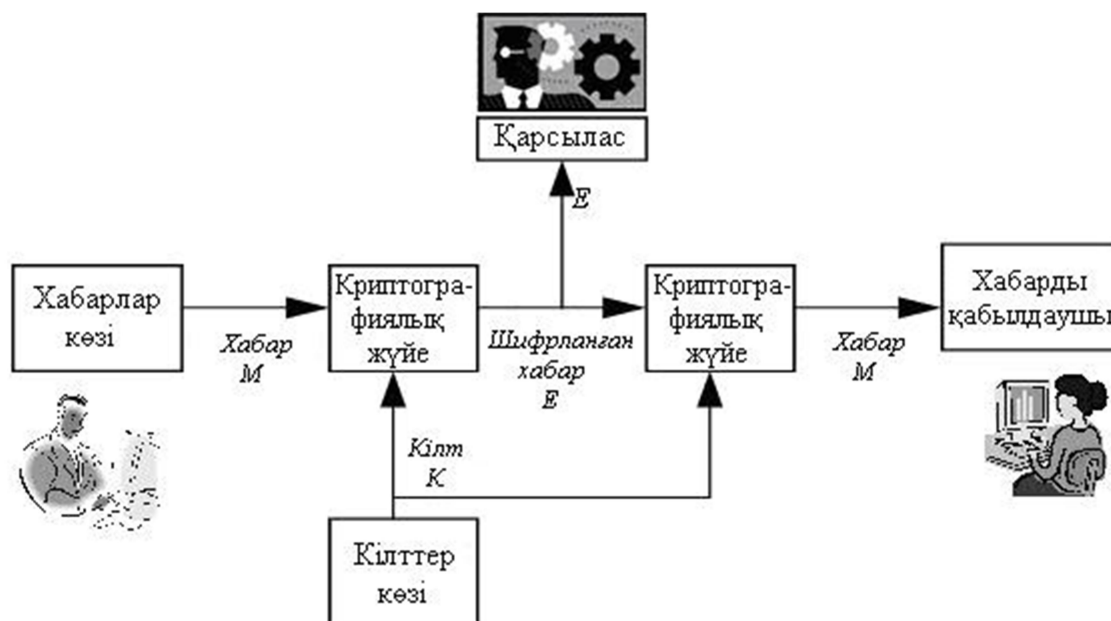 Қарсылас
E
Хабарлар
көзі
Хабар
M
Криптогра-
фиялық
жүйе
Шифрланған
хабар
E
Криптогра-
фиялық
жүйе
Хабар
M
Хабарды
қабылдаушы
Кілт
K
Кілттер
көзі